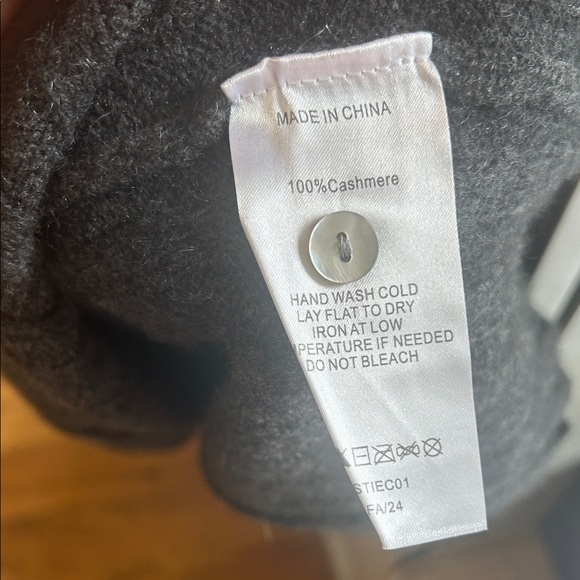 MADE IN CHINA
100%Cashmere
HAND WASH COLD
LAY FLAT TO DRY
IRON AT LOW
PERATURE IF NEEDED
DO NOT BLEACH
STIEC01
FA/24